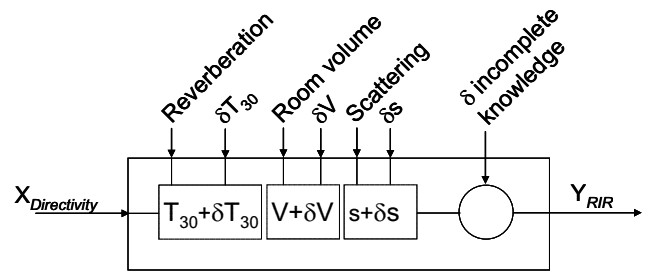 Reverberation
δT30
Room volume
δV
Scattering
δs
δ incomplete
knowledge
XDirectivity
T30+δT30
V+δV
s+δs
YRIR